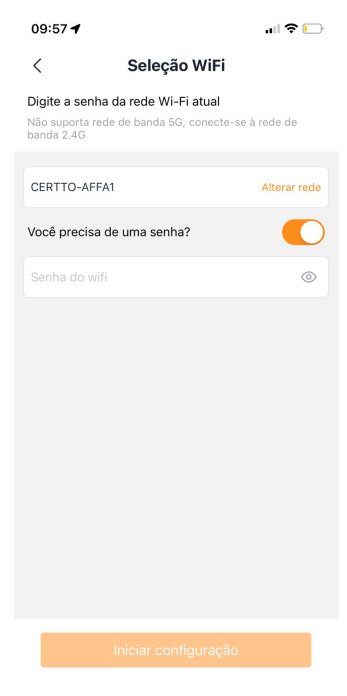 09:57
Seleção WiFi
Digite a senha da rede Wi-Fi atual
Não suporta rede de banda 5G, conecte-se à rede de
banda 2.4G
CERTTO-AFFA1 Alterar rede
Você precisa de uma senha?
Senha do wifi
Iniciar configuração